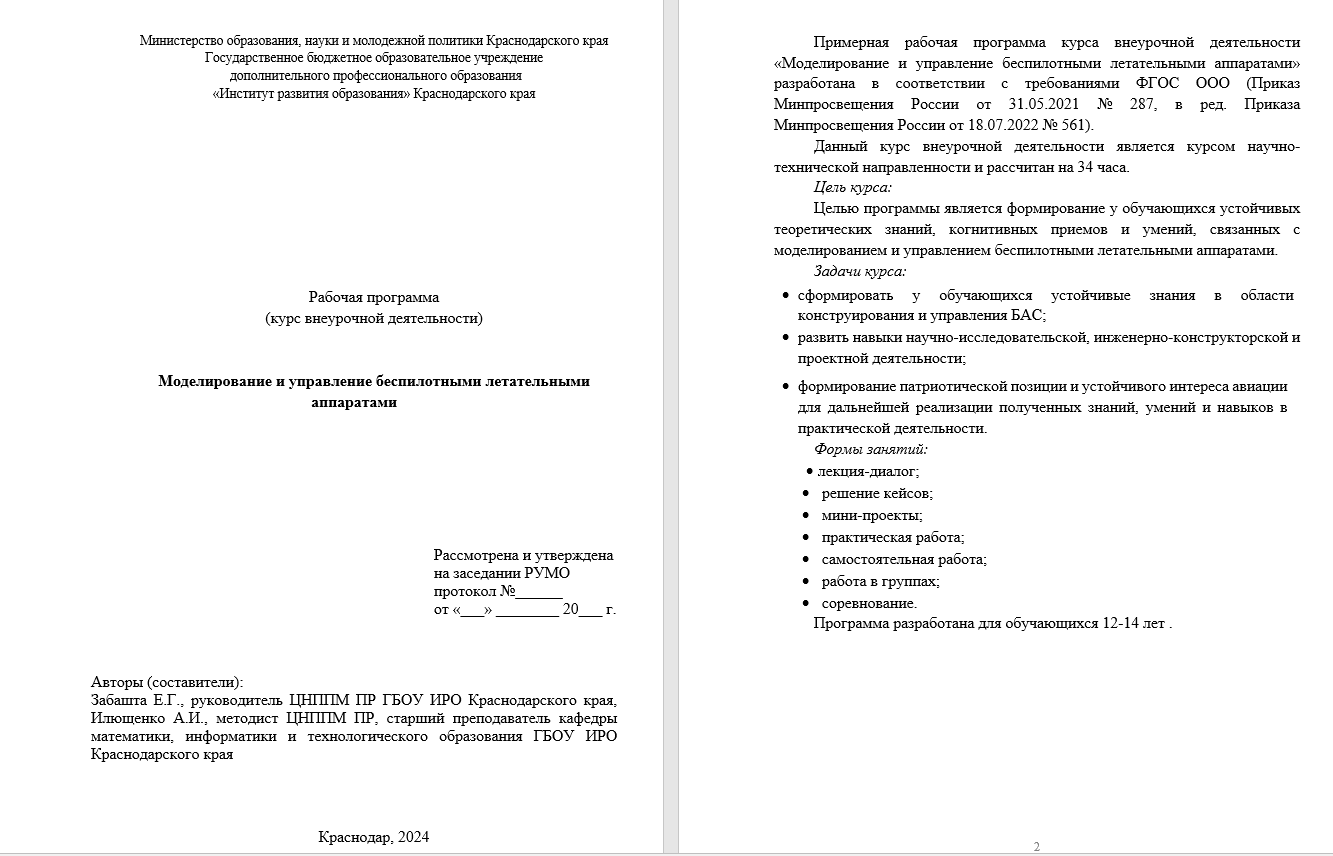 Министерство образования, науки и молодежной политики Краснодарского края
Государственное бюджетное образовательное учреждение
дополнительного профессионального образования
«Институт развития образования» Краснодарского края
Рабочая программа
(курс внеурочной деятельности)
Моделирование и управление беспилотными летательными
аппаратами
Рассмотрена и утверждена
на заседании РУМО
протокол №______
от «___» ________ 20___ г.
Авторы (составители):
Забашта Е.Г., руководитель ЦНППМ ПР ГБОУ ИРО Краснодарского края,
Илющенко А.И., методист ЦНППМ ПР, старший преподаватель кафедры
математики, информатики и технологического образования ГБОУ ИРО
Краснодарского края
Краснодар, 2024
Примерная рабочая программа курса внеурочной деятельности
«Моделирование и управление беспилотными летательными аппаратами»
разработана в соответствии с требованиями ФГОС ООО (Приказ
Минпросвещения России от 31.05.2021 № 287, в ред. Приказа
Минпросвещения России от 18.07.2022 № 561).
Данный курс внеурочной деятельности является курсом научно-
технической направленности и рассчитан на 34 часа.
Цель курса:
Целью программы является формирование у обучающихся устойчивых
теоретических знаний, когнитивных приемов и умений, связанных с
моделированием и управлением беспилотными летательными аппаратами.
Задачи курса:
• сформировать у обучающихся устойчивые знания в области
конструирования и управления БАС;
• развить навыки научно-исследовательской, инженерно-конструкторской и
проектной деятельности;
• формирование патриотической позиции и устойчивого интереса авиации
для дальнейшей реализации полученных знаний, умений и навыков в
практической деятельности.
Формы занятий:
• лекция-диалог;
• решение кейсов;
• мини-проекты;
• практическая работа;
• самостоятельная работа;
• работа в группах;
• соревнование.
Программа разработана для обучающихся 12-14 лет .
2